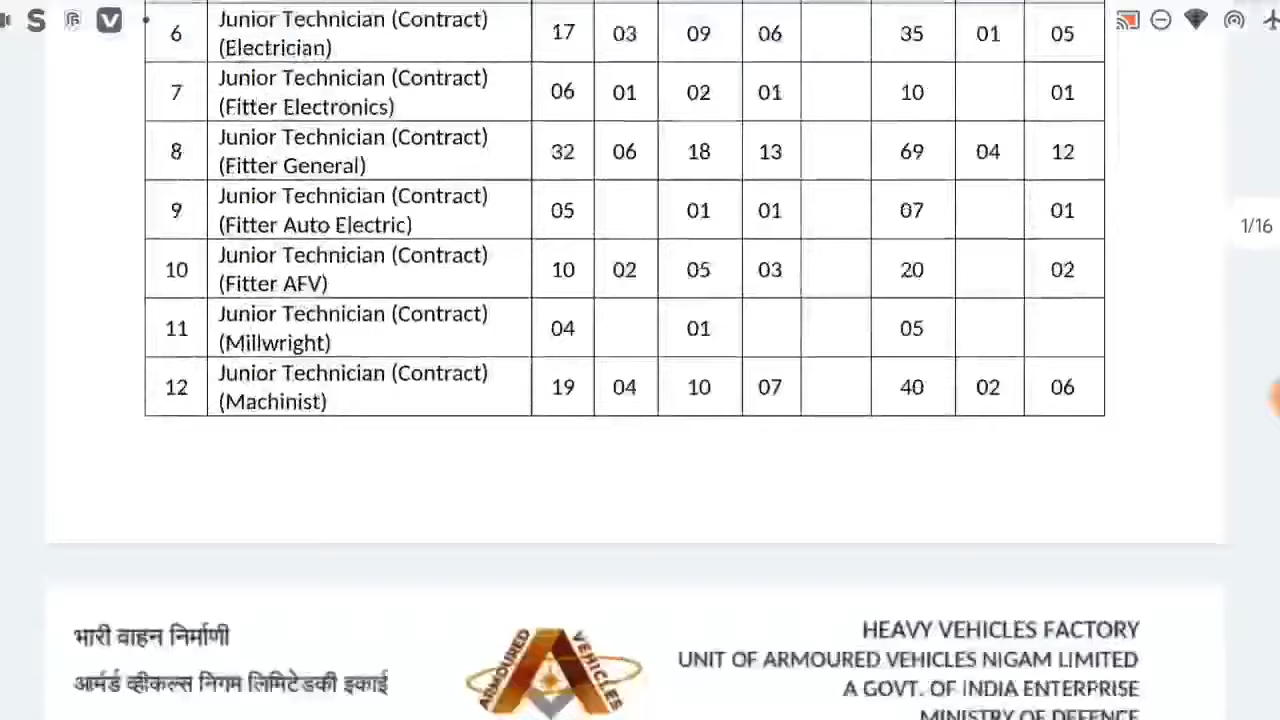 6 Junior Technician (Contract) 17 03 09 06 35 01 05
(Electrician)
7 Junior Technician (Contract) 06 01 02 01 10 01
(Fitter Electronics)
8 Junior Technician (Contract) 32 06 18 13 69 04 12
(Fitter General)
9 Junior Technician (Contract) 05 01 01 07 01
(Fitter Auto Electric)
10 Junior Technician (Contract) 10 02 05 03 20 02
(Fitter AFV)
11 Junior Technician (Contract) 04 01 05
(Millwright)
12 Junior Technician (Contract) 19 04 10 07 40 02 06
(Machinist)
1/16
भारी वाहन निर्माणी
आर्मर्ड व्हीकल्स निगम लिमिटेडकी इकाई
ARMOURED VEHICLES
HEAVY VEHICLES FACTORY
UNIT OF ARMOURED VEHICLES NIGAM LIMITED
A GOVT. OF INDIA ENTERPRISE
MINISTRY OF DEFENCE